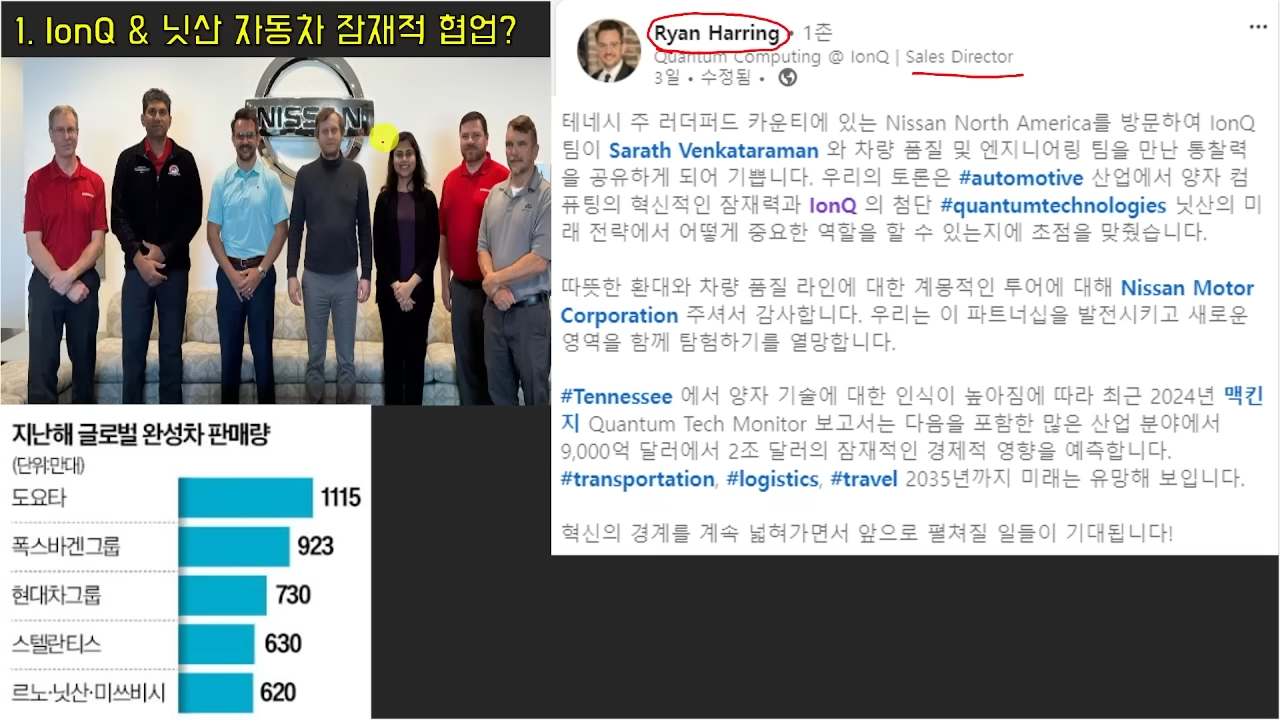 1. IonQ & 닛산 자동차 잠재적 협업?
NISSAN
지난해 글로벌 완성차 판매량
(단위:만대)
도요타 1115
폭스바겐그룹 923
현대차그룹 730
스텔란티스 630
르노·닛산·미쓰비시 620
Ryan Harring • 1촌
Quantum Computing @ IonQ | Sales Director
3일 • 수정됨 •
테네시 주 러더퍼드 카운티에 있는 Nissan North America를 방문하여 IonQ
팀이 Sarath Venkataraman 와 차량 품질 및 엔지니어링 팀을 만난 통찰력
을 공유하게 되어 기쁩니다. 우리의 토론은 #automotive 산업에서 양자 컴
퓨팅의 혁신적인 잠재력과 IonQ 의 첨단 #quantumtechnologies 닛산의 미
래 전략에서 어떻게 중요한 역할을 할 수 있는지에 초점을 맞췄습니다.
따뜻한 환대와 차량 품질 라인에 대한 계몽적인 투어에 대해 Nissan Motor
Corporation 주셔서 감사합니다. 우리는 이 파트너십을 발전시키고 새로운
영역을 함께 탐험하기를 열망합니다.
#Tennessee 에서 양자 기술에 대한 인식이 높아짐에 따라 최근 2024년 맥킨
지 Quantum Tech Monitor 보고서는 다음을 포함한 많은 산업 분야에서
9,000억 달러에서 2조 달러의 잠재적인 경제적 영향을 예측합니다.
#transportation, #logistics, #travel 2035년까지 미래는 유망해 보입니다.
혁신의 경계를 계속 넓혀가면서 앞으로 펼쳐질 일들이 기대됩니다!